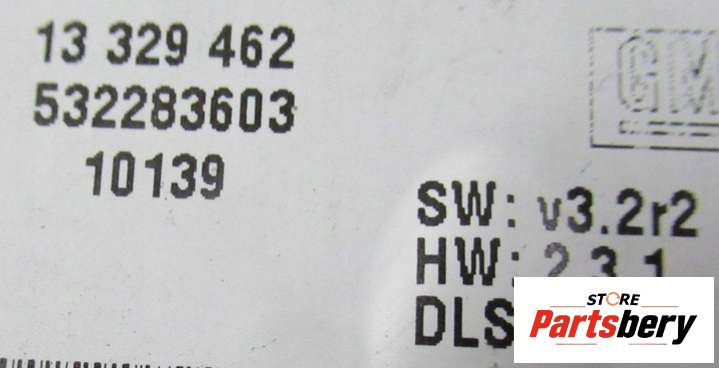 13 329 462
532283603
10139
GM
SW: v3.2r2
HW: 2.3.1
DLS
STORE
Partsbery